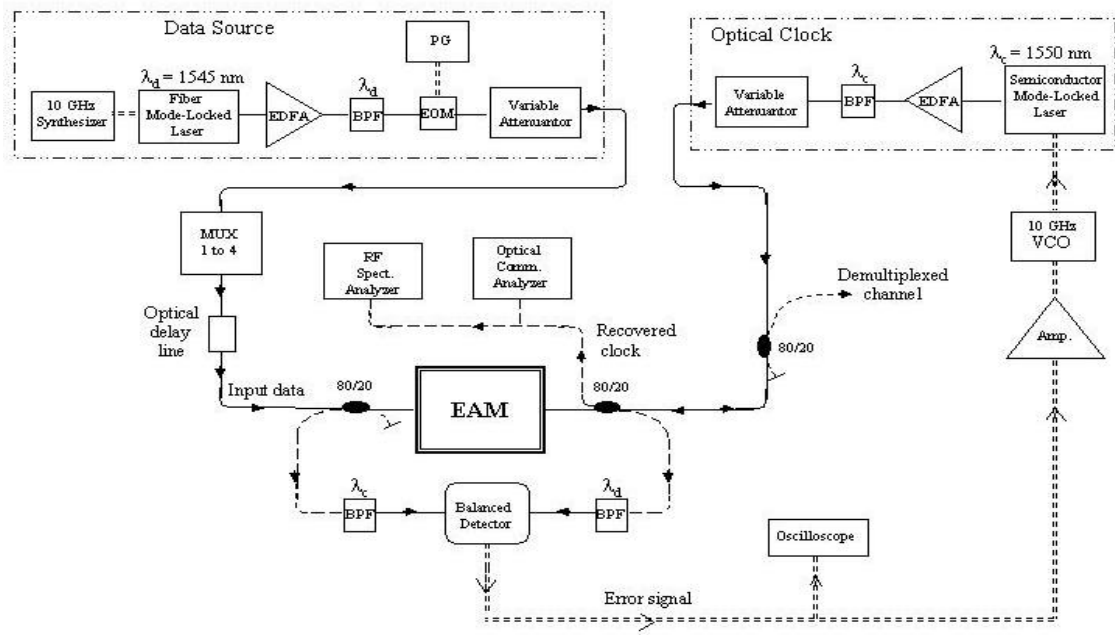 Data Source
PG
λd = 1545 nm
10 GHz
Synthesizer
Fiber
Mode-Locked
Laser
EDFA
λd
BPF
EOM
Variable
Attenuantor
Optical Clock
λc = 1550 nm
Variable
Attenuantor
λc
BPF
EDFA
Semiconductor
Mode-Locked
Laser
MUX
1 to 4
RF
Spect.
Analyzer
Optical
Comm.
Analyzer
10 GHz
VCO
Demultiplexed
channel
Optical
delay
line
Recovered
clock
80/20
Amp.
Input data
80/20
EAM
80/20
λc
BPF
Balanced
Detector
λd
BPF
Oscilloscope
Error signal